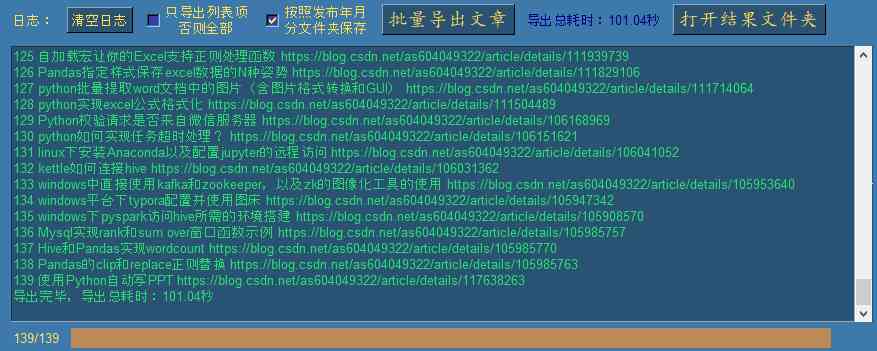 日志： 清空日志 只导出列表项 否则全部 按照发布年月 分文件夹保存 批量导出文章 导出总耗时：101.04秒 打开结果文件夹
125 自加载宏让你的Excel支持正则处理函数 https://blog.csdn.net/as604049322/article/details/111939739
126 Pandas指定样式保存excel数据的N种姿势 https://blog.csdn.net/as604049322/article/details/111829106
127 python批量提取word文档中的图片（含图片格式转换和GUI） https://blog.csdn.net/as604049322/article/details/111714064
128 python实现excel公式格式化 https://blog.csdn.net/as604049322/article/details/111504489
129 Python校验请求是否来自微信服务器 https://blog.csdn.net/as604049322/article/details/106168969
130 python如何实现任务超时处理？ https://blog.csdn.net/as604049322/article/details/106151621
131 linux下安装Anaconda以及配置jupyter的远程访问 https://blog.csdn.net/as604049322/article/details/106041052
132 kettle如何连接hive https://blog.csdn.net/as604049322/article/details/106031362
133 windows中直接使用kafka和zookeeper，以及zk的图像化工具的使用 https://blog.csdn.net/as604049322/article/details/105953640
134 windows平台下typora配置并使用图床 https://blog.csdn.net/as604049322/article/details/105947342
135 windows下pyspark访问hive所需的环境搭建 https://blog.csdn.net/as604049322/article/details/105908570
136 Mysql实现rank和sum over窗口函数示例 https://blog.csdn.net/as604049322/article/details/105985757
137 Hive和Pandas实现wordcount https://blog.csdn.net/as604049322/article/details/105985770
138 Pandas的clip和replace正则替换 https://blog.csdn.net/as604049322/article/details/105985763
139 使用Python自动写PPT https://blog.csdn.net/as604049322/article/details/117638263
导出完毕，导出总耗时：101.04秒
139/139